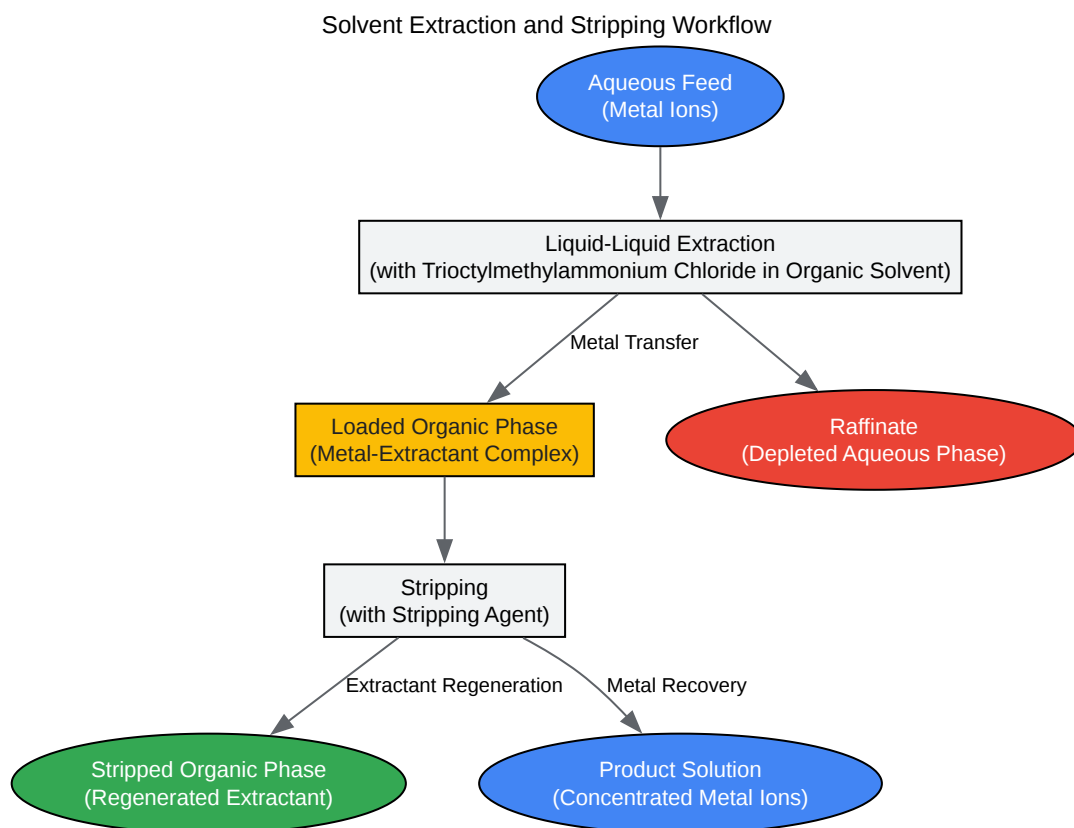 Solvent Extraction and Stripping Workflow
Aqueous Feed
(Metal Ions)
Liquid-Liquid Extraction
(with Trioctylmethylammonium Chloride in Organic Solvent)
Metal Transfer
Loaded Organic Phase
(Metal-Extractant Complex)
Raffinate
(Depleted Aqueous Phase)
Stripping
(with Stripping Agent)
Extractant Regeneration
Metal Recovery
Stripped Organic Phase
(Regenerated Extractant)
Product Solution
(Concentrated Metal Ions)